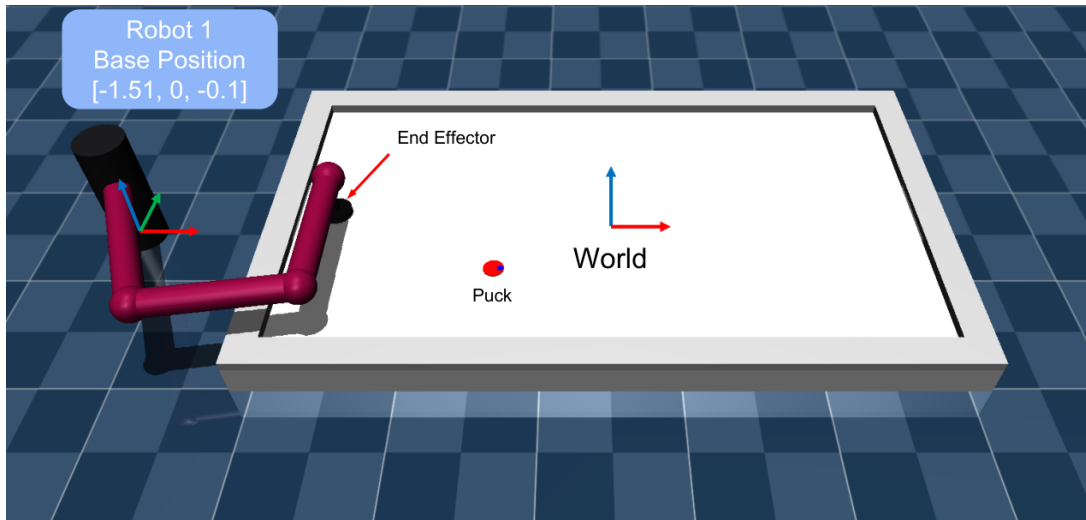 Robot 1
Base Position
[-1.51, 0, -0.1]
End Effector
World
Puck